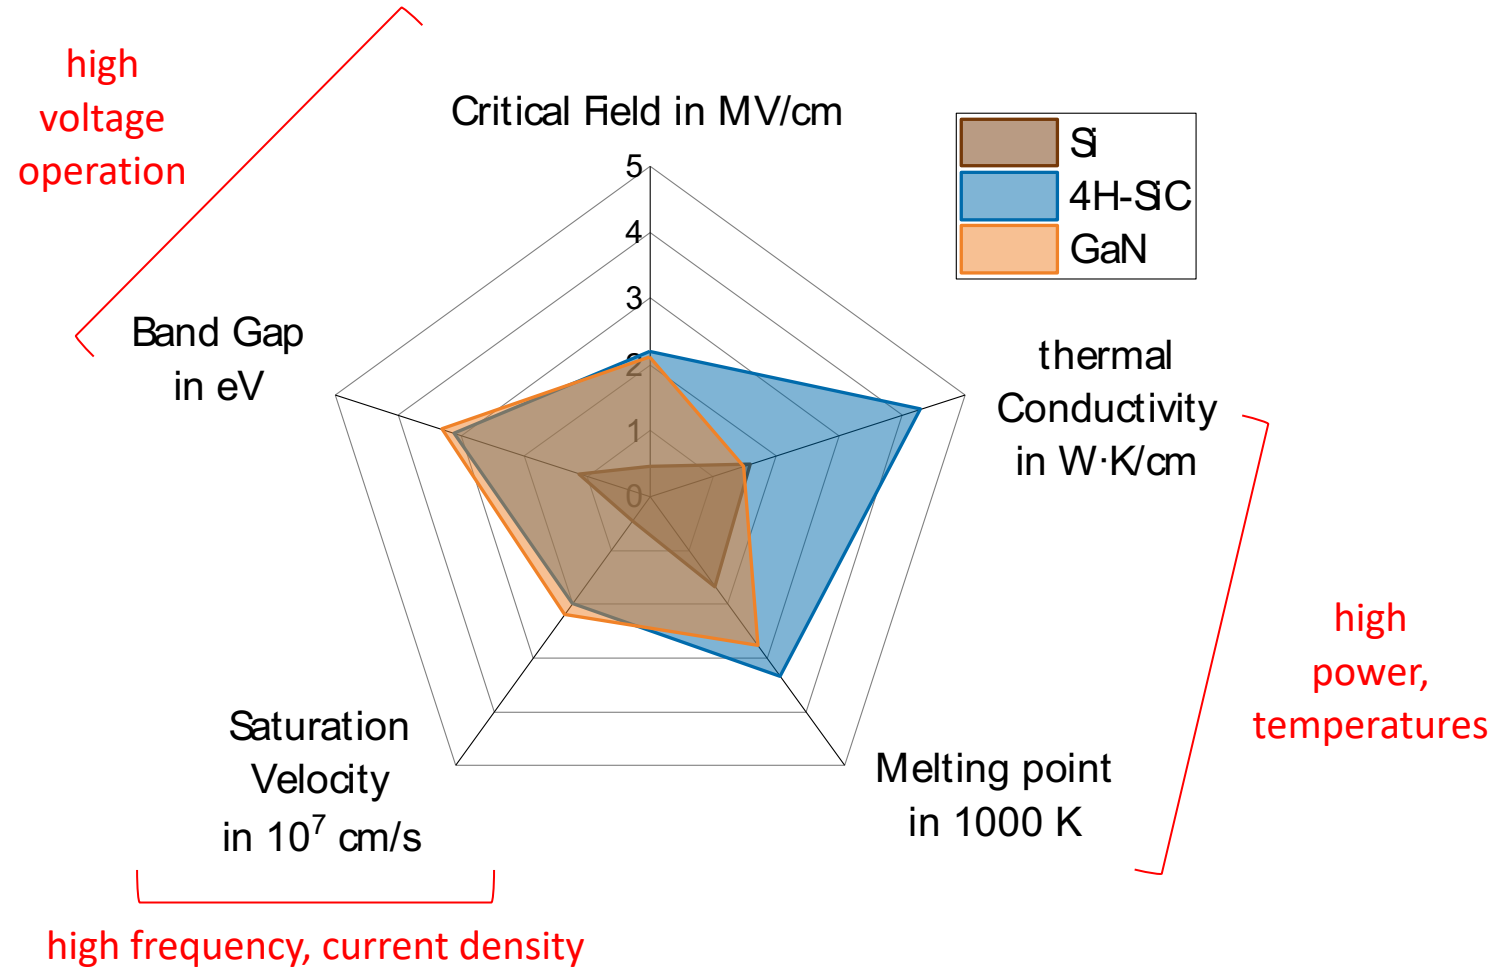 high
voltage
operation
Critical Field in MV/cm
Si
4H-SiC
GaN
5
4
3
2
1
0
Band Gap
in eV
thermal
Conductivity
in W·K/cm
high
power,
temperatures
Saturation
Velocity
in 10⁷ cm/s
Melting point
in 1000 K
high frequency, current density